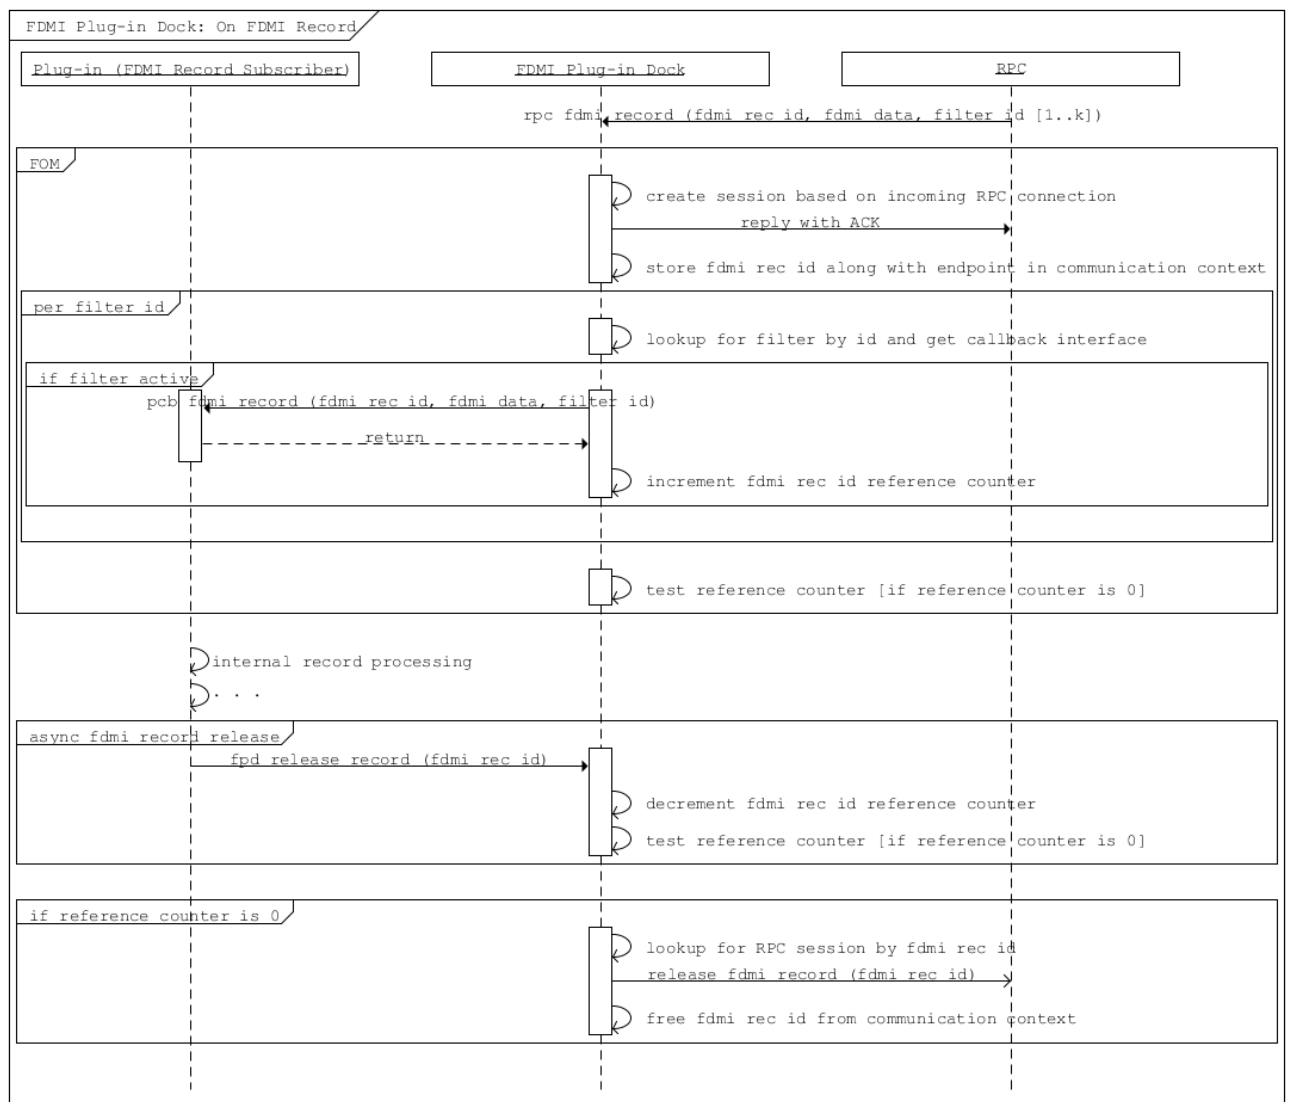 FDMI Plug-in Dock: On FDMI Record
Plug-in (FDMI Record Subscriber)
FDMI Plug-in Dock
RPC
rpc fdmi record (fdmi rec id, fdmi data, filter id [1..k])
FOM
create session based on incoming RPC connection
reply with ACK
store fdmi rec id along with endpoint in communication context
per filter id
lookup for filter by id and get callback interface
if filter active
pcb fdmi record (fdmi rec id, fdmi data, filter id)
return
increment fdmi rec id reference counter
test reference counter [if reference counter is 0]
internal record processing
. . .
async fdmi record release
fpd release record (fdmi rec id)
decrement fdmi rec id reference counter
test reference counter [if reference counter is 0]
if reference counter is 0
lookup for RPC session by fdmi rec id
release fdmi record (fdmi rec id)
free fdmi rec id from communication context